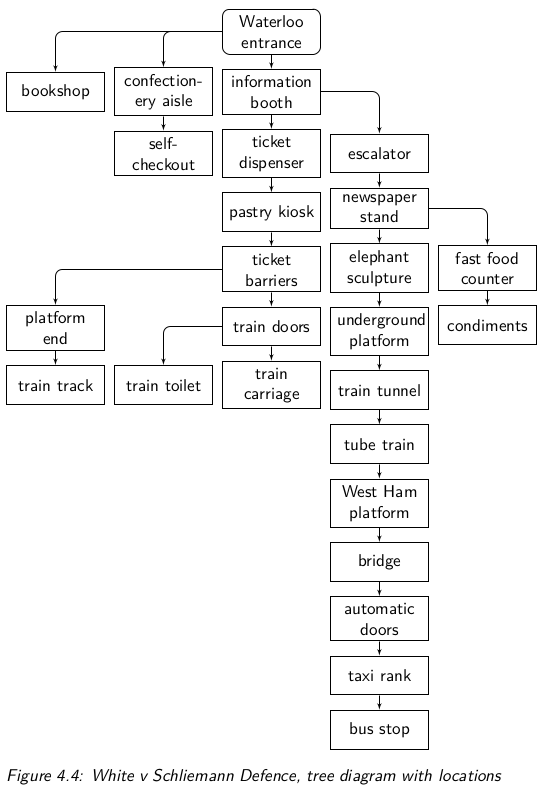 Waterloo
entrance
bookshop
confection-
ery aisle
information
booth
self-
checkout
ticket
dispenser
escalator
pastry kiosk
newspaper
stand
ticket
barriers
elephant
sculpture
fast food
counter
platform
end
train doors
underground
platform
condiments
train track
train toilet
train
carriage
train tunnel
tube train
West Ham
platform
bridge
automatic
doors
taxi rank
bus stop
Figure 4.4: White v Schliemann Defence, tree diagram with locations